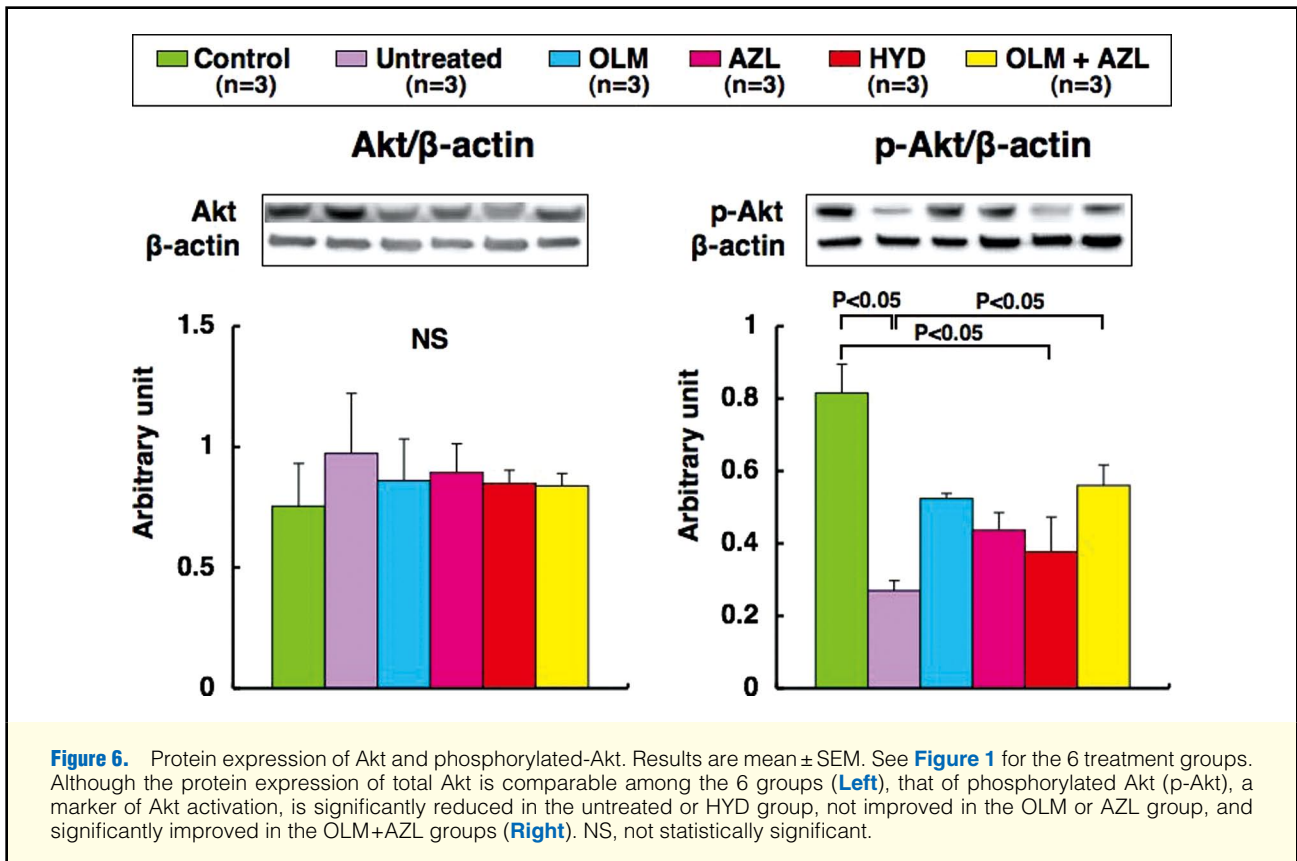 Control Untreated OLM AZL HYD OLM + AZL
(n=3) (n=3) (n=3) (n=3) (n=3) (n=3)
Akt/β-actin
Akt
β-actin
1.5
1
0.5
0
Arbitrary unit
NS
p-Akt/β-actin
p-Akt
β-actin
P<0.05 P<0.05
P<0.05
1
0.8
0.6
0.4
0.2
0
Arbitrary unit
Figure 6. Protein expression of Akt and phosphorylated-Akt. Results are mean ± SEM. See Figure 1 for the 6 treatment groups.
Although the protein expression of total Akt is comparable among the 6 groups (Left), that of phosphorylated Akt (p-Akt), a
marker of Akt activation, is significantly reduced in the untreated or HYD group, not improved in the OLM or AZL group, and
significantly improved in the OLM+AZL groups (Right). NS, not statistically significant.